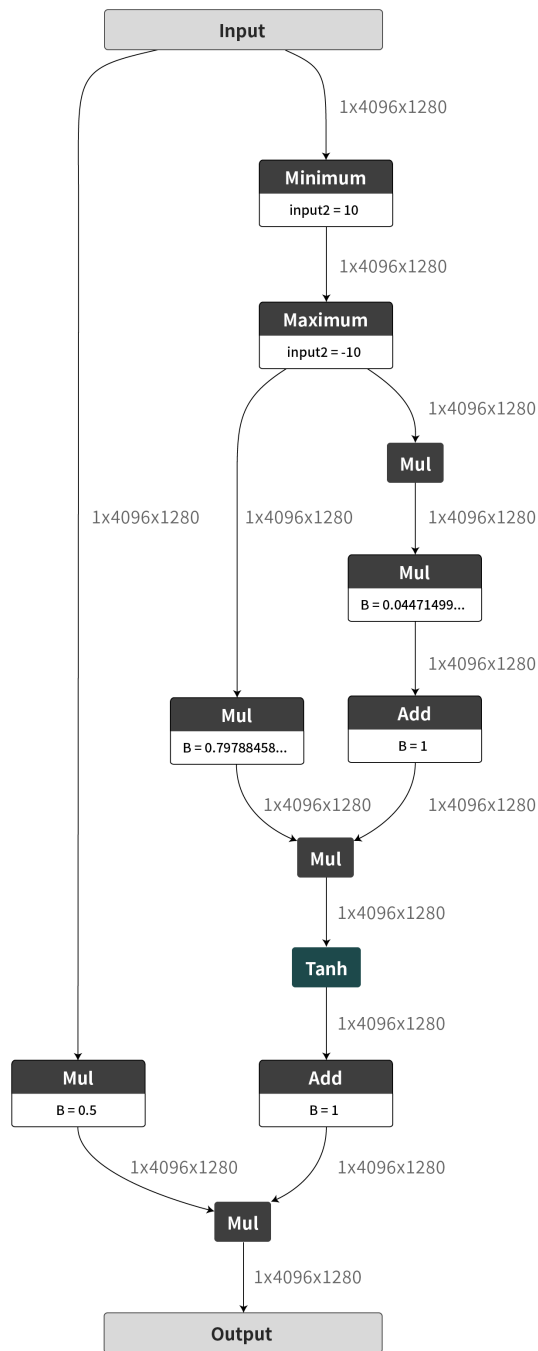 Input
1x4096x1280
Minimum
input2 = 10
1x4096x1280
Maximum
input2 = -10
1x4096x1280
Mul
1x4096x1280
1x4096x1280
1x4096x1280
Mul
B = 0.04471499...
1x4096x1280
Mul
B = 0.79788458...
Add
B = 1
1x4096x1280
1x4096x1280
Mul
1x4096x1280
Tanh
1x4096x1280
Mul
B = 0.5
Add
B = 1
1x4096x1280
1x4096x1280
Mul
1x4096x1280
Output